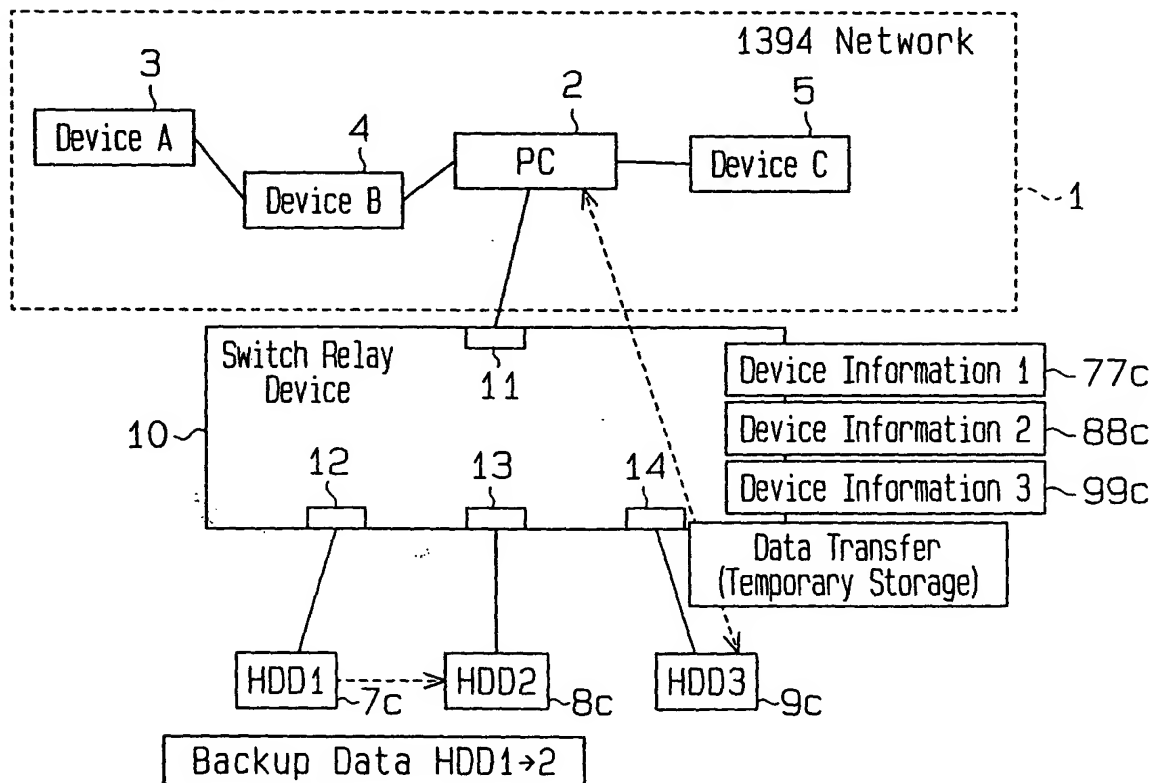 1394 Network
3
Device A
4
Device B
2
PC
5
Device C
1
Switch Relay
Device
11
10
12
13
14
Device Information 1
77c
Device Information 2
88c
Device Information 3
99c
Data Transfer
(Temporary Storage)
HDD1
7c
HDD2
8c
HDD3
9c
Backup Data HDD1→2